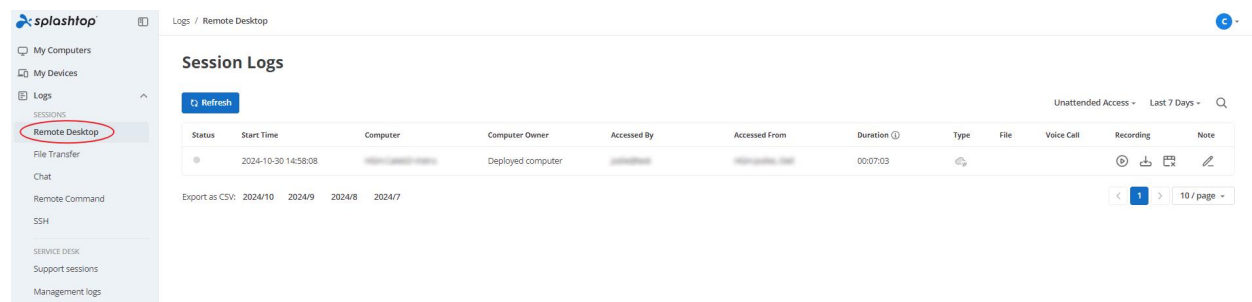 splashtop
Logs / Remote Desktop
C
My Computers
My Devices
Logs
SESSIONS
Remote Desktop
File Transfer
Chat
Remote Command
SSH
SERVICE DESK
Support sessions
Management logs
Session Logs
Refresh
Unattended Access Last 7 Days
Status Start Time Computer Computer Owner Accessed By Accessed From Duration Type File Voice Call Recording Note
2024-10-30 14:58:08 Deployed computer 00:07:03
Export as CSV: 2024/10 2024/9 2024/8 2024/7
< 1 > 10 / page